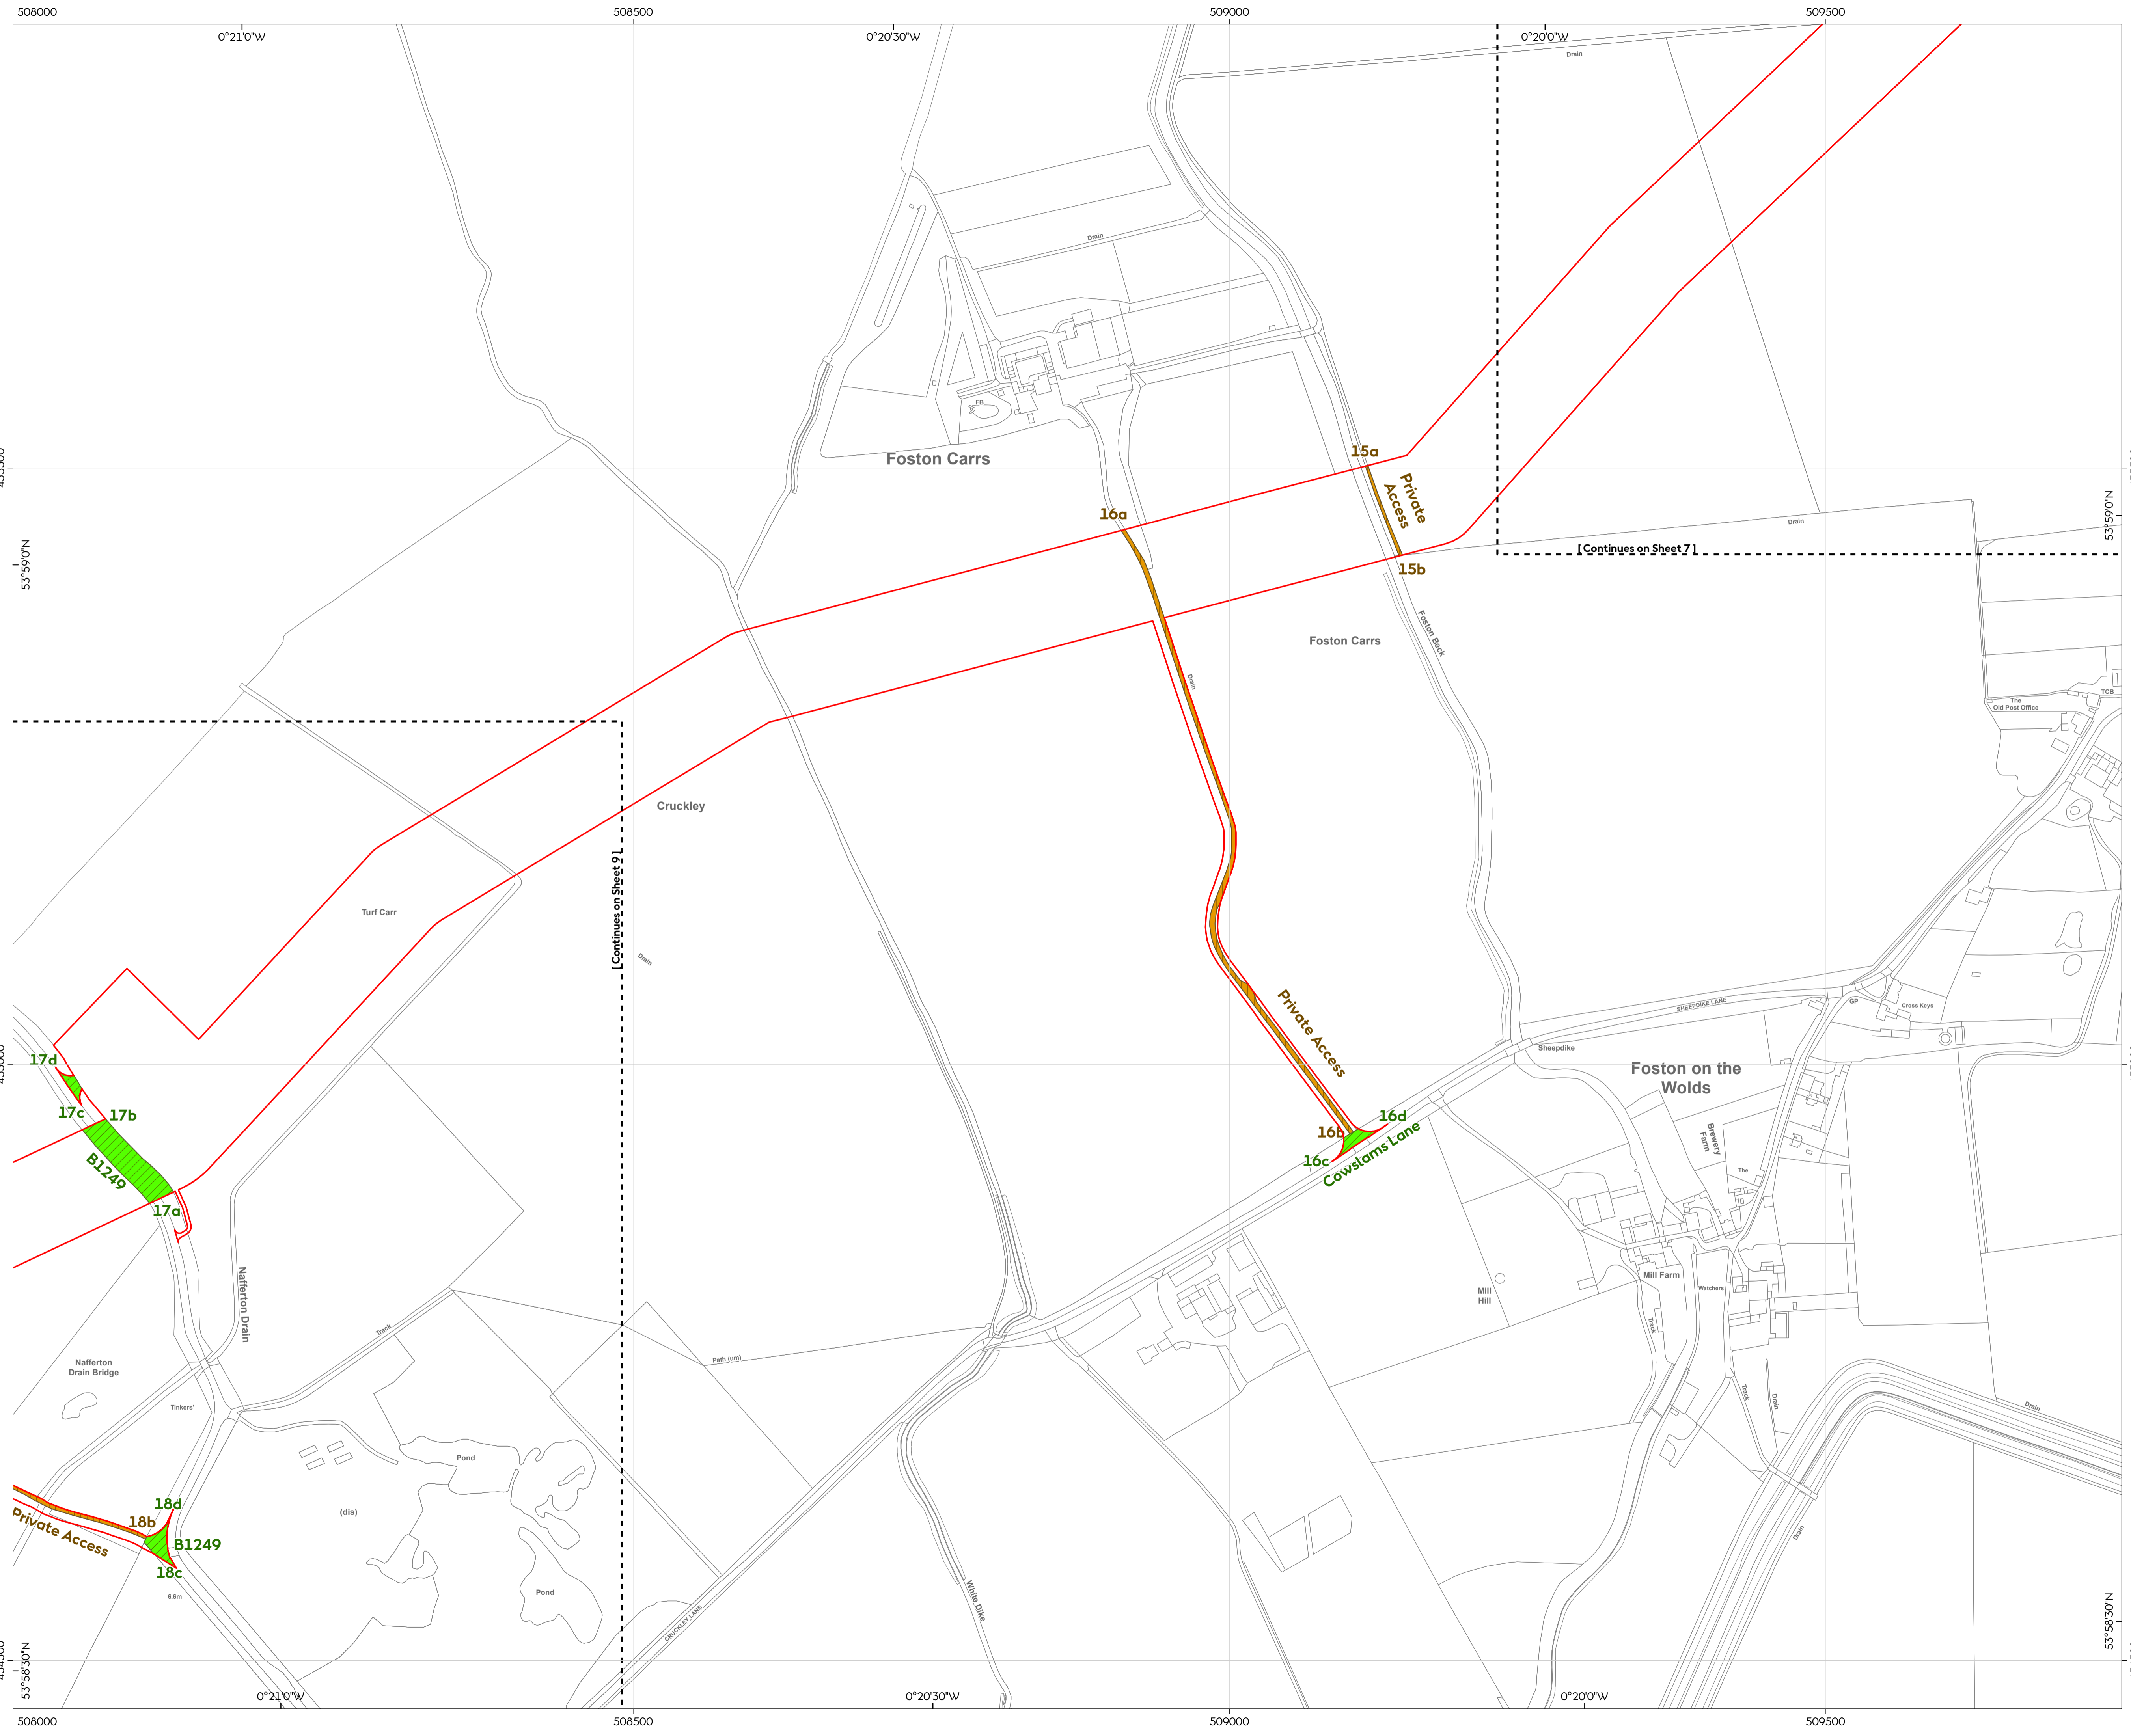 508000
508500
509000
509500
0°21'0"W
0°20'30"W
0°20'0"W
Drain
Drain
FB
Foston Carrs
15a
Private
Access
16a
53°59'0"N
Drain
[ Continues on Sheet 7 ]
53°59'0"N
15b
Foston Beck
Foston Carrs
Drain
TCB
The
Old Post Office
Cruckley
[ Continues on Sheet 9 ]
Turf Carr
Drain
Private Access
SHEEPDIKE LANE
GP
Cross Keys
Sheepdike
Foston on the
Wolds
17d
17c
17b
B1249
17a
16d
16b
16c
Cowslams Lane
Brewery
Farm
The
Nafferton Drain
Mill Farm
Watchers
Mill
Hill
Track
Track
Path (um)
Nafferton
Drain Bridge
Tinkers'
Track
Drain
Drain
Pond
(dis)
18d
18b
Private Access
B1249
18c
6.6m
Pond
Drain
White Dike
CRUCKLEY LANE
53°58'30"N
53°58'30"N
0°21'0"W
0°20'30"W
0°20'0"W
508000
508500
509000
509500